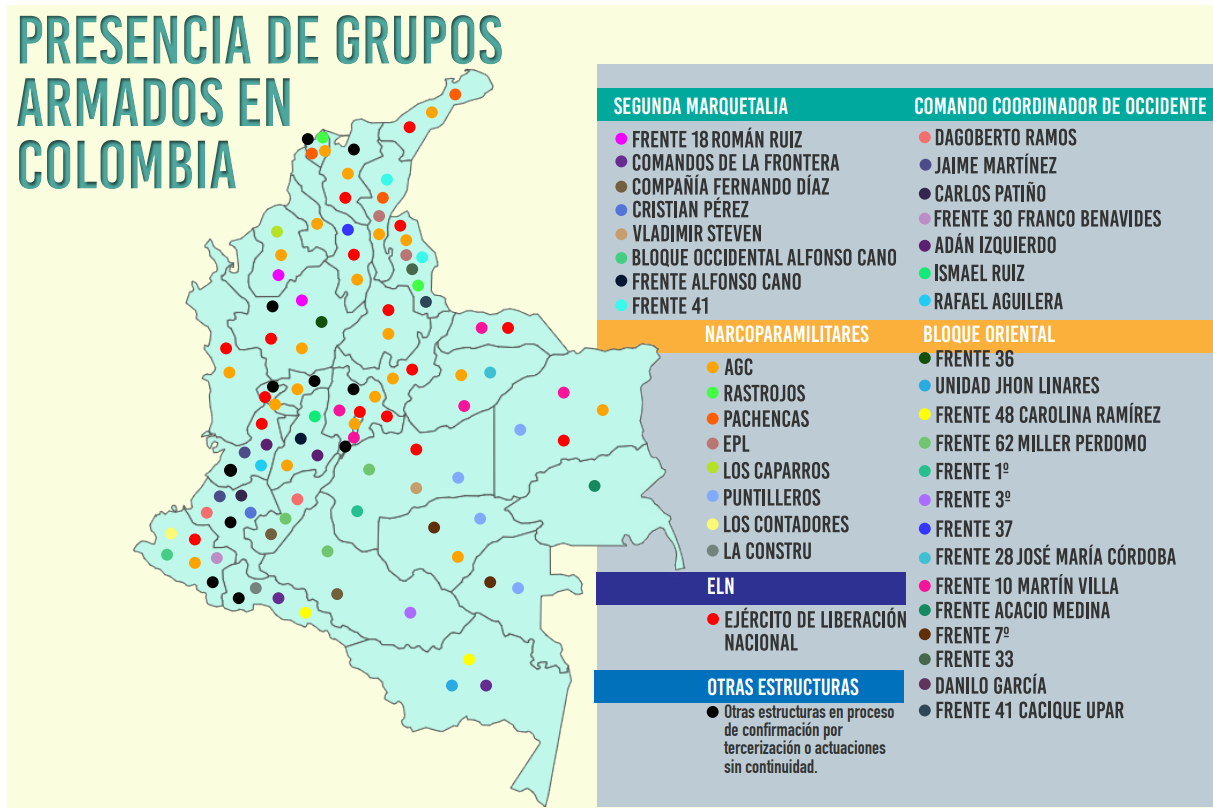 PRESENCIA DE GRUPOS
ARMADOS EN
COLOMBIA
SEGUNDA MARQUETALIA
FRENTE 18 ROMÁN RUIZ
COMANDOS DE LA FRONTERA
COMPAÑÍA FERNANDO DÍAZ
CRISTIAN PÉREZ
VLADIMIR STEVEN
BLOQUE OCCIDENTAL ALFONSO CANO
FRENTE ALFONSO CANO
FRENTE 41
COMANDO COORDINADOR DE OCCIDENTE
DAGOBERTO RAMOS
JAIME MARTÍNEZ
CARLOS PATIÑO
FRENTE 30 FRANCO BENAVIDES
ADÁN IZQUIERDO
ISMAEL RUIZ
RAFAEL AGUILERA
NARCOPARAMILITARES
AGC
RASTROJOS
PACHENCAS
EPL
LOS CAPARROS
PUNTILLEROS
LOS CONTADORES
LA CONSTRU
ELN
EJÉRCITO DE LIBERACIÓN
NACIONAL
OTRAS ESTRUCTURAS
Otras estructuras en proceso
de confirmación por
tercerización o actuaciones
sin continuidad.
BLOQUE ORIENTAL
FRENTE 36
UNIDAD JHON LINARES
FRENTE 48 CAROLINA RAMÍREZ
FRENTE 62 MILLER PERDOMO
FRENTE 1º
FRENTE 3º
FRENTE 37
FRENTE 28 JOSÉ MARÍA CÓRDOBA
FRENTE 10 MARTÍN VILLA
FRENTE ACACIO MEDINA
FRENTE 7º
FRENTE 33
DANILO GARCÍA
FRENTE 41 CACIQUE UPAR